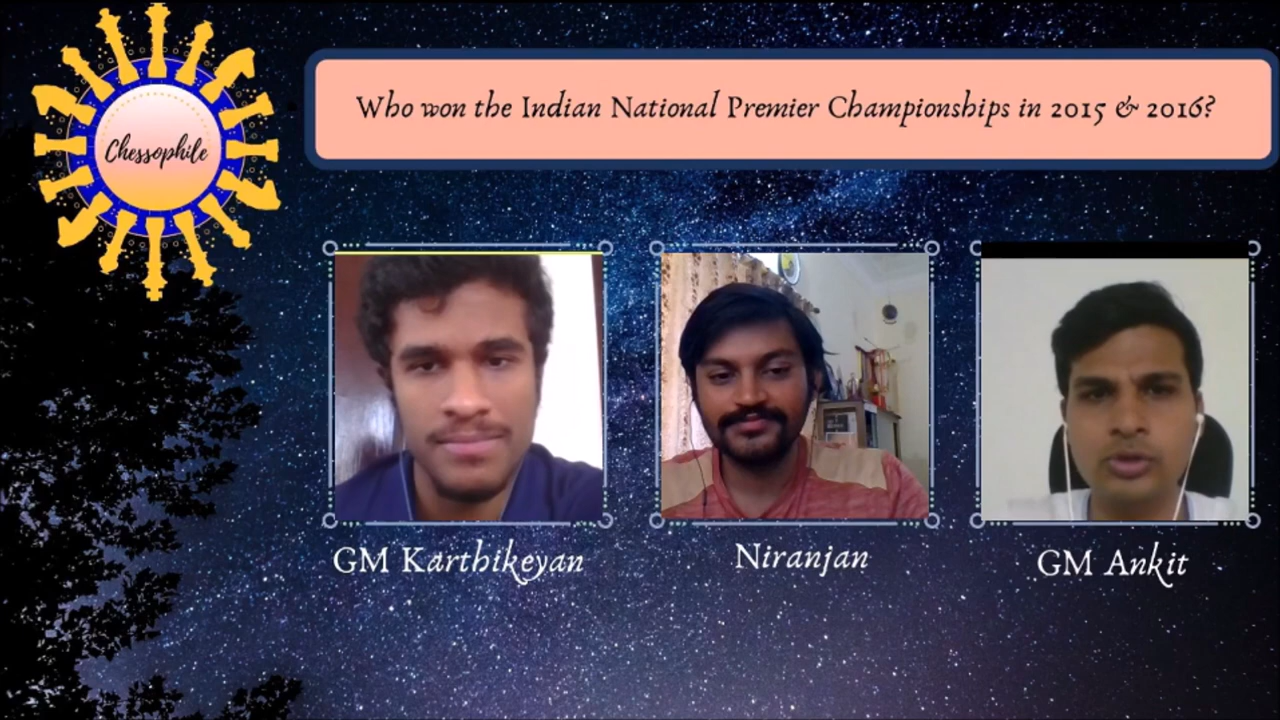 Chessophile
Who won the Indian National Premier Championships in 2015 & 2016?
GM Karthikeyan
Niranjan
GM Ankit